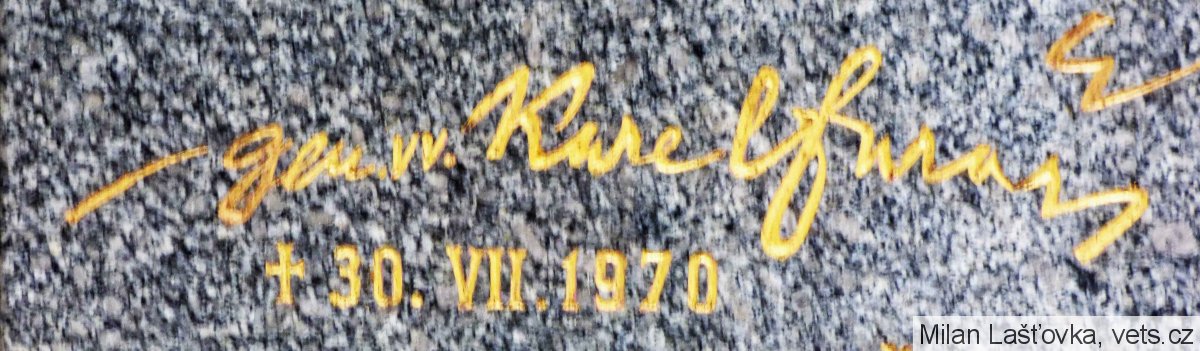 gen. vv. Karel
† 30. VII. 1970
Milan Lašťovka, vets.cz